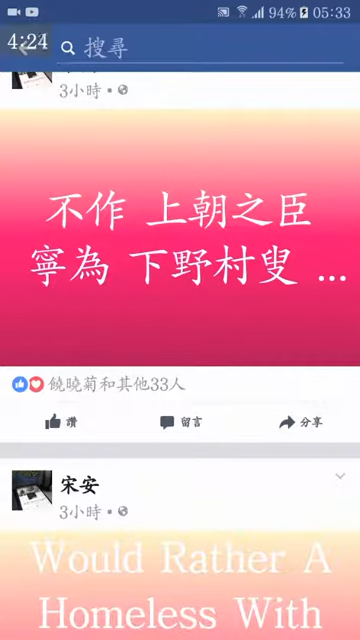 94% 05:33
4:24 搜尋
3小時
不作 上朝之臣
寧為 下野村叟 ...
饒曉菊和其他33人
讚 留言 分享
宋安
3小時
Would Rather A
Homeless With